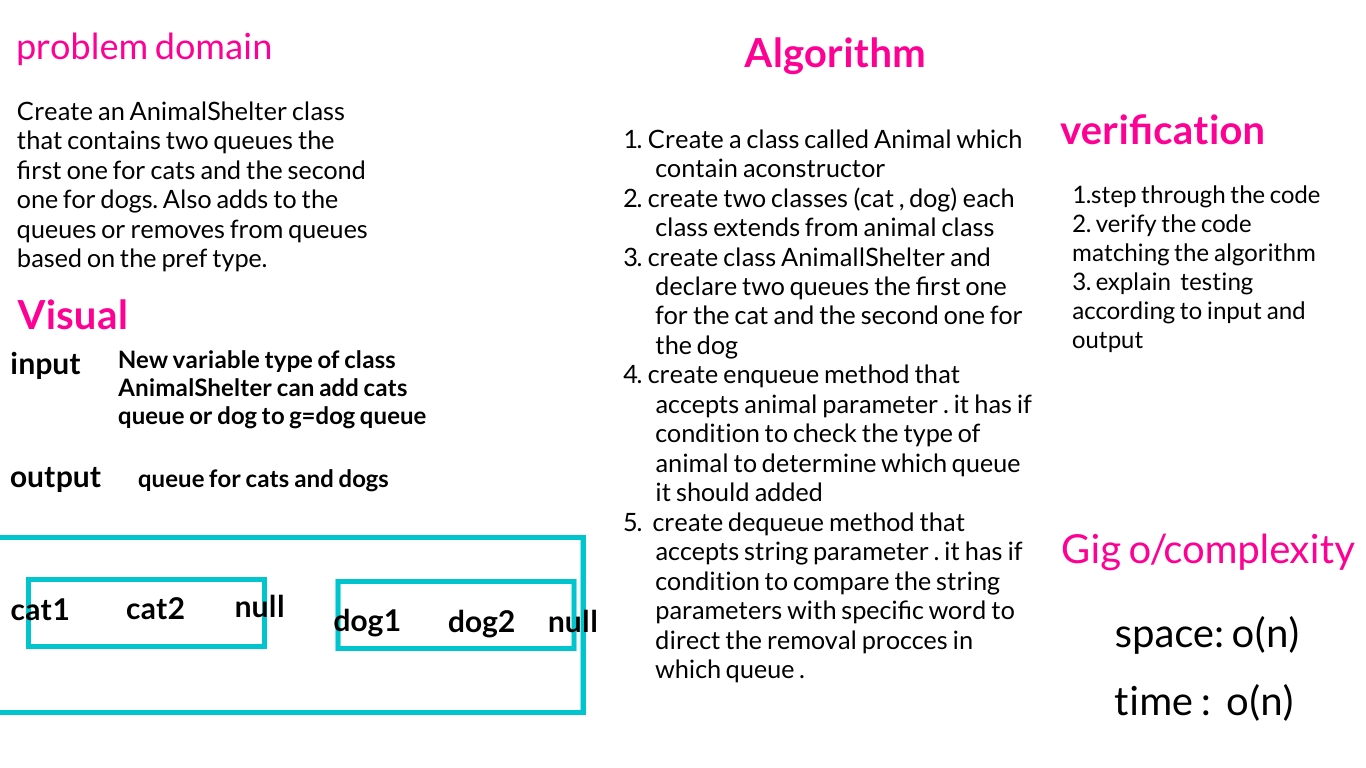 problem domain
Create an AnimalShelter class
that contains two queues the
first one for cats and the second
one for dogs. Also adds to the
queues or removes from queues
based on the pref type.
Visual
input
New variable type of class
AnimalShelter can add cats
queue or dog to g=dog queue
output
queue for cats and dogs
cat1 cat2 null
dog1 dog2 null
Algorithm
1. Create a class called Animal which
contain aconstructor
2. create two classes (cat , dog) each
class extends from animal class
3. create class AnimallShelter and
declare two queues the first one
for the cat and the second one for
the dog
4. create enqueue method that
accepts animal parameter . it has if
condition to check the type of
animal to determine which queue
it should added
5. create dequeue method that
accepts string parameter . it has if
condition to compare the string
parameters with specific word to
direct the removal procces in
which queue .
verification
1.step through the code
2. verify the code
matching the algorithm
3. explain testing
according to input and
output
Gig o/complexity
space: o(n)
time : o(n)